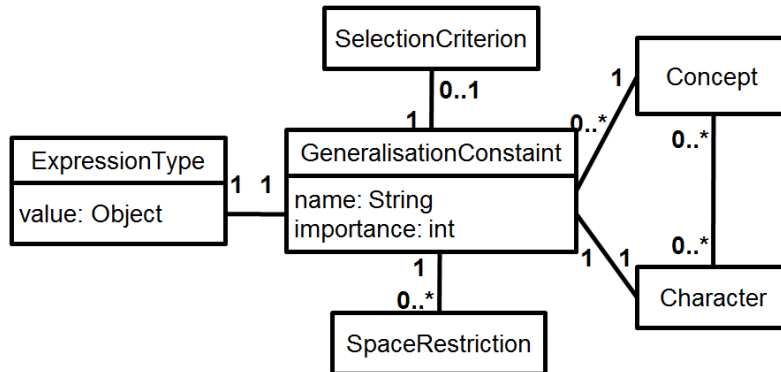 SelectionCriterion
0..1
1
Concept
1
0..*
0..*
ExpressionType
value: Object
1
1
GeneralisationConstaint
name: String
importance: int
1
0..*
SpaceRestriction
1
1
0..*
Character